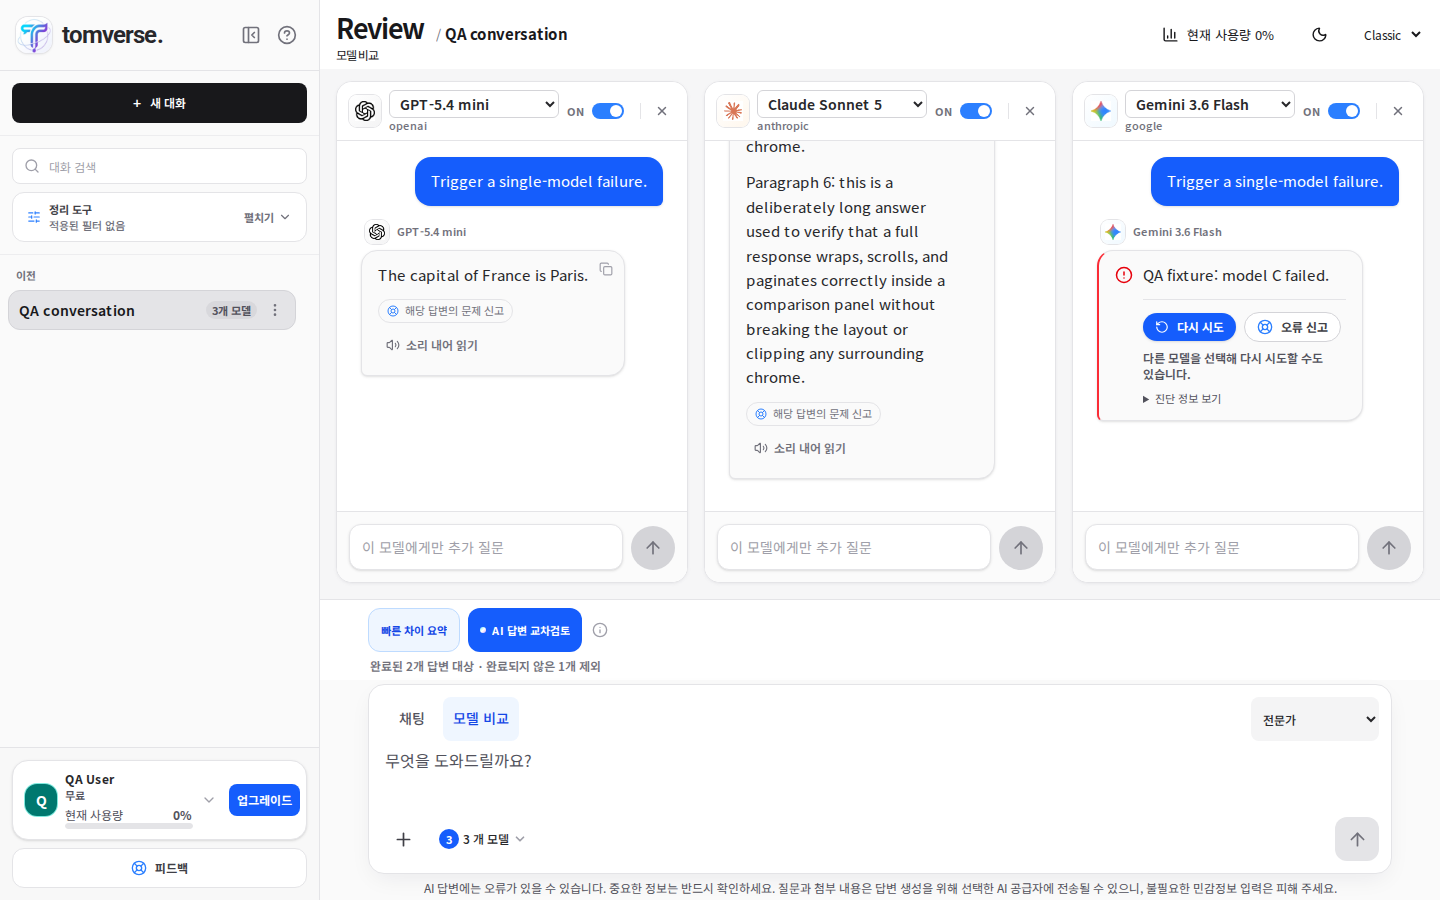 tomverse.
새 대화
대화 검색
정리 도구
적용된 필터 없음
펼치기
이전
QA conversation
3개 모델
Q
QA User
무료
현재 사용량
0%
업그레이드
피드백
Review / QA conversation
모델비교
현재 사용량 0%
Classic
GPT-5.4 mini
ON
openai
Trigger a single-model failure.
GPT-5.4 mini
The capital of France is Paris.
해당 답변의 문제 신고
소리 내어 읽기
이 모델에게만 추가 질문
Claude Sonnet 5
ON
anthropic
chrome.
Paragraph 6: this is a
deliberately long answer
used to verify that a full
response wraps, scrolls, and
paginates correctly inside a
comparison panel without
breaking the layout or
clipping any surrounding
chrome.
해당 답변의 문제 신고
소리 내어 읽기
이 모델에게만 추가 질문
Gemini 3.6 Flash
ON
google
Trigger a single-model failure.
Gemini 3.6 Flash
QA fixture: model C failed.
다시 시도
오류 신고
다른 모델을 선택해 다시 시도할 수도
있습니다.
진단 정보 보기
이 모델에게만 추가 질문
빠른 차이 요약
AI 답변 교차검토
완료된 2개 답변 대상 · 완료되지 않은 1개 제외
채팅
모델 비교
전문가
무엇을 도와드릴까요?
3
3 개 모델
AI 답변에는 오류가 있을 수 있습니다. 중요한 정보는 반드시 확인하세요. 질문과 첨부 내용은 답변 생성을 위해 선택한 AI 공급자에 전송될 수 있으니, 불필요한 민감정보 입력은 피해 주세요.